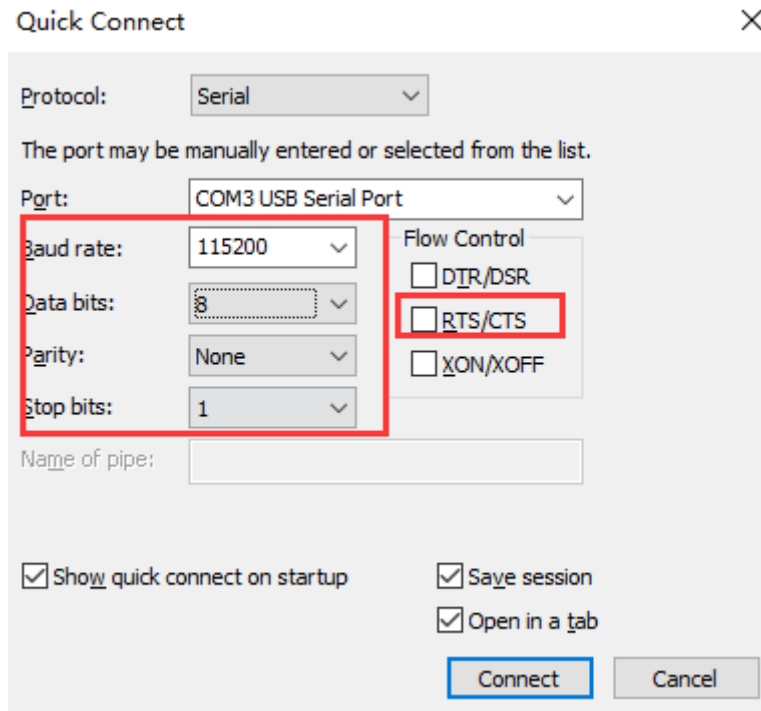 Quick Connect
Protocol: Serial
The port may be manually entered or selected from the list.
Port: COM3 USB Serial Port
Baud rate: 115200
Flow Control
DTR/DSR
Data bits: 8
RTS/CTS
Parity: None
XON/XOFF
Stop bits: 1
Name of pipe:
Show quick connect on startup
Save session
Open in a tab
Connect
Cancel